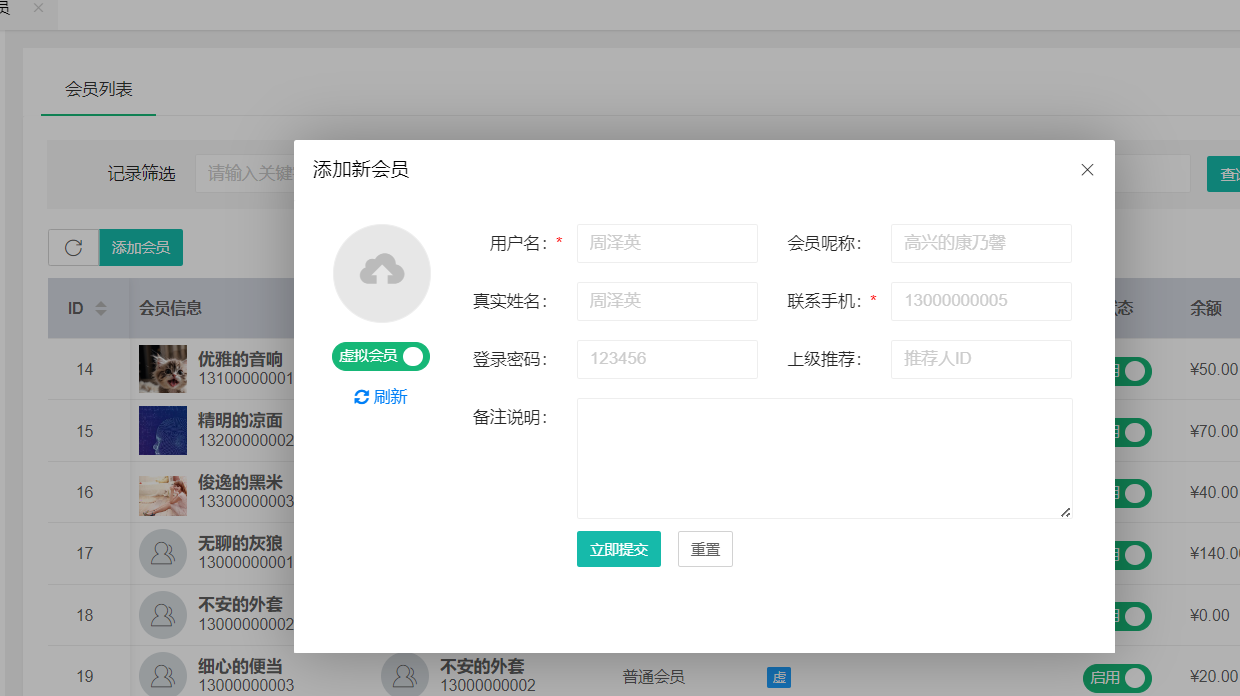 员
会员列表
记录筛选 请输入关键
添加会员
ID 会员信息 态 余额
14 优雅的音响 ¥50.00
13100000001
15 精明的凉面 ¥70.00
13200000002
16 俊逸的黑米 ¥40.00
13300000003
17 无聊的灰狼 ¥140.0
13000000001
18 不安的外套 ¥0.00
13000000002
19 细心的便当 不安的外套 普通会员 虚 启用 ¥20.00
13000000003 13000000002
添加新会员
用户名: * 周泽英 会员呢称: 高兴的康乃馨
真实姓名: 周泽英 联系手机: * 13000000005
虚拟会员
登录密码: 123456 上级推荐: 推荐人ID
刷新
备注说明:
立即提交 重置